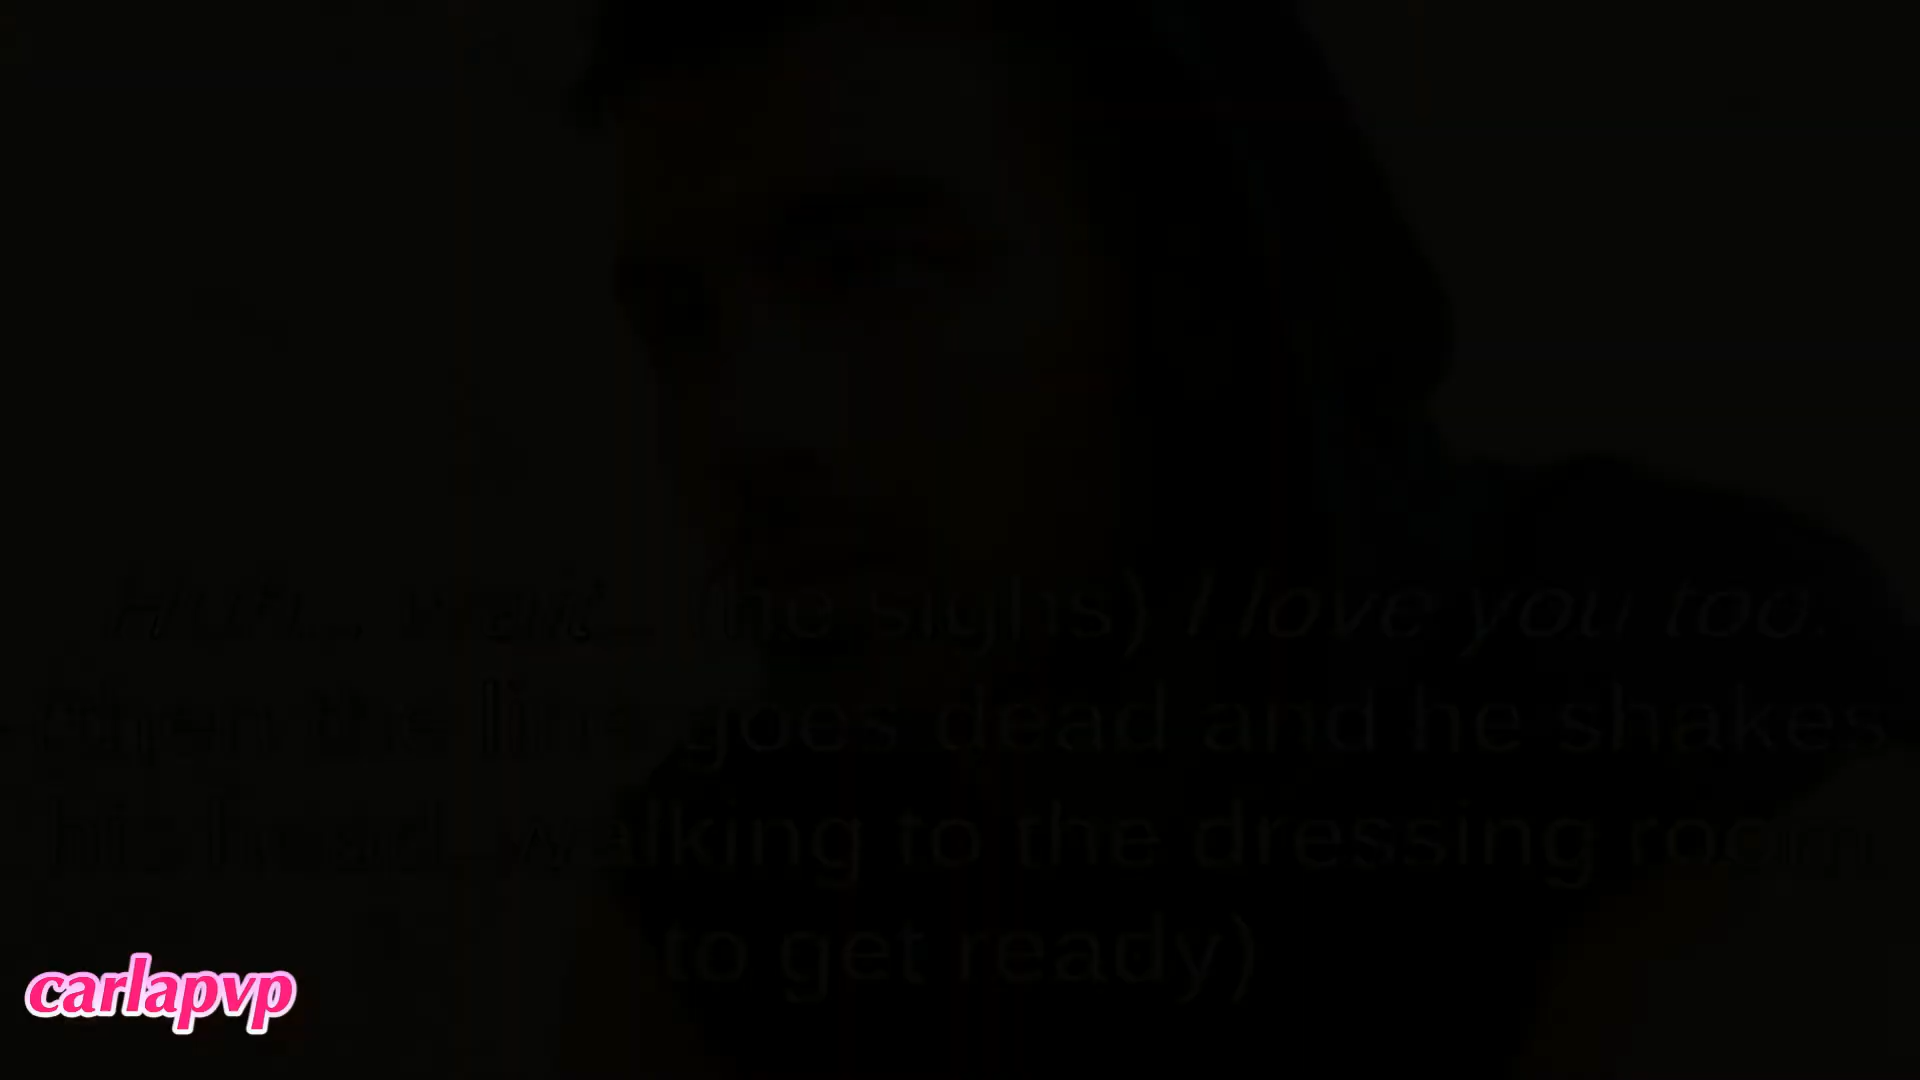 Huh... wait... (he sighs) I love you too.
(then the line goes dead and he shakes
his head, walking to the dressing room
to get ready)
carlapvp